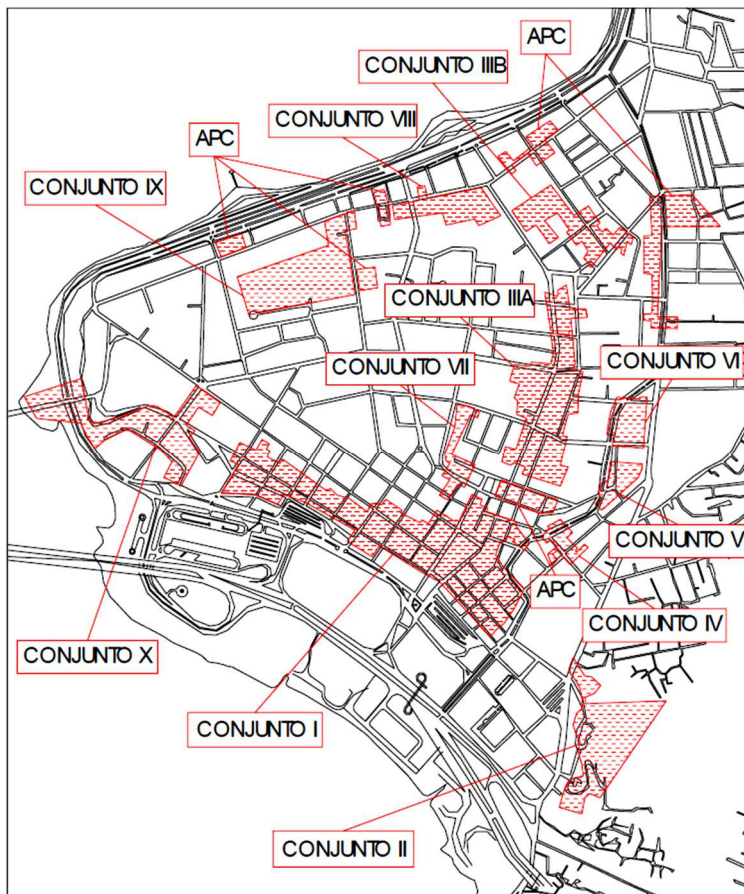 APC
CONJUNTO IIIB
CONJUNTO VIII
APC
CONJUNTO IX
CONJUNTO IIIA
CONJUNTO VII
CONJUNTO VI
CONJUNTO V
APC
CONJUNTO IV
CONJUNTO X
CONJUNTO I
CONJUNTO II